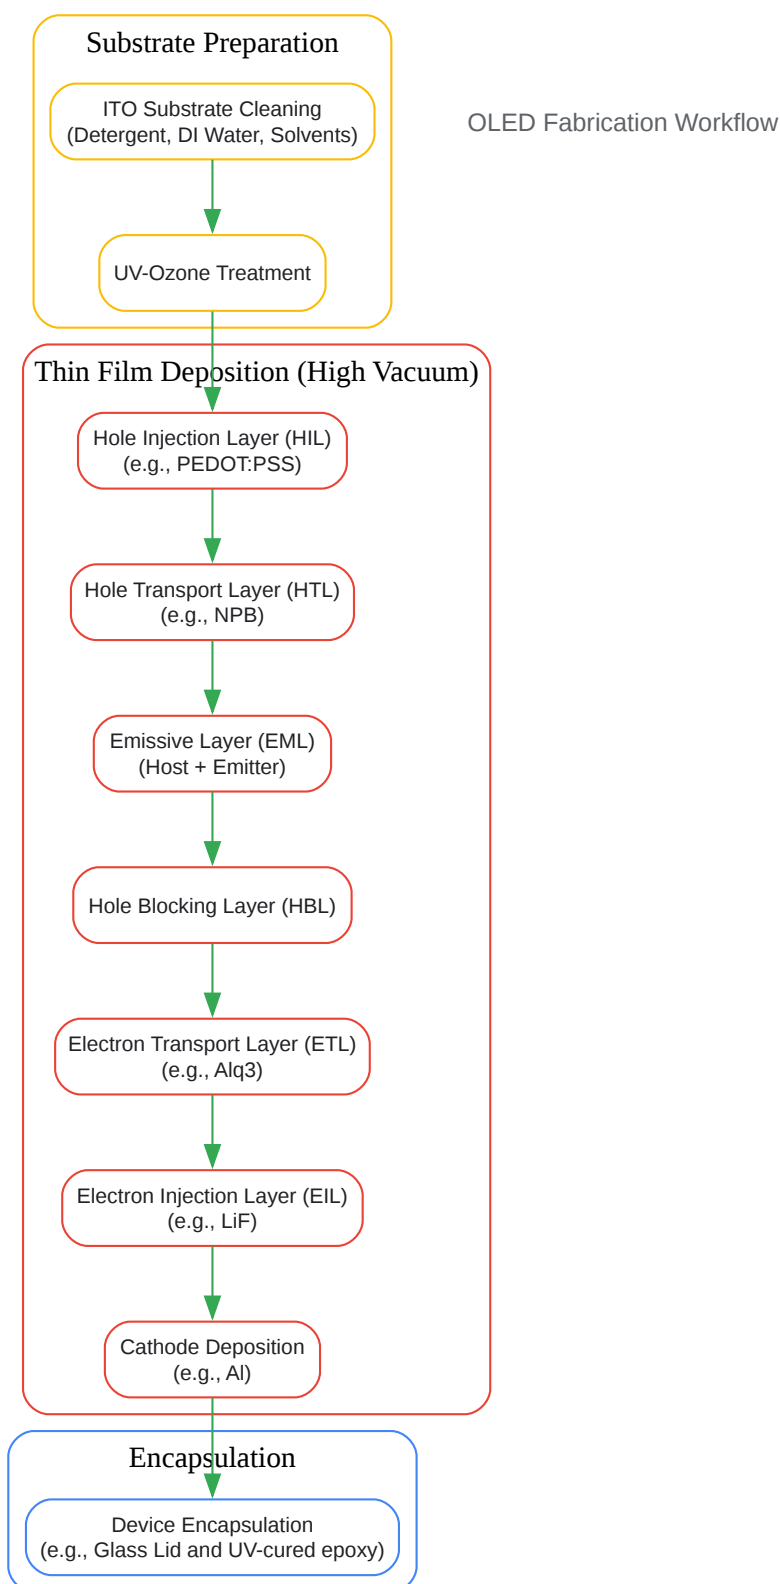 Substrate Preparation
ITO Substrate Cleaning
(Detergent, DI Water, Solvents)
OLED Fabrication Workflow
UV-Ozone Treatment
Thin Film Deposition (High Vacuum)
Hole Injection Layer (HIL)
(e.g., PEDOT:PSS)
Hole Transport Layer (HTL)
(e.g., NPB)
Emissive Layer (EML)
(Host + Emitter)
Hole Blocking Layer (HBL)
Electron Transport Layer (ETL)
(e.g., Alq3)
Electron Injection Layer (EIL)
(e.g., LiF)
Cathode Deposition
(e.g., Al)
Encapsulation
Device Encapsulation
(e.g., Glass Lid and UV-cured epoxy)